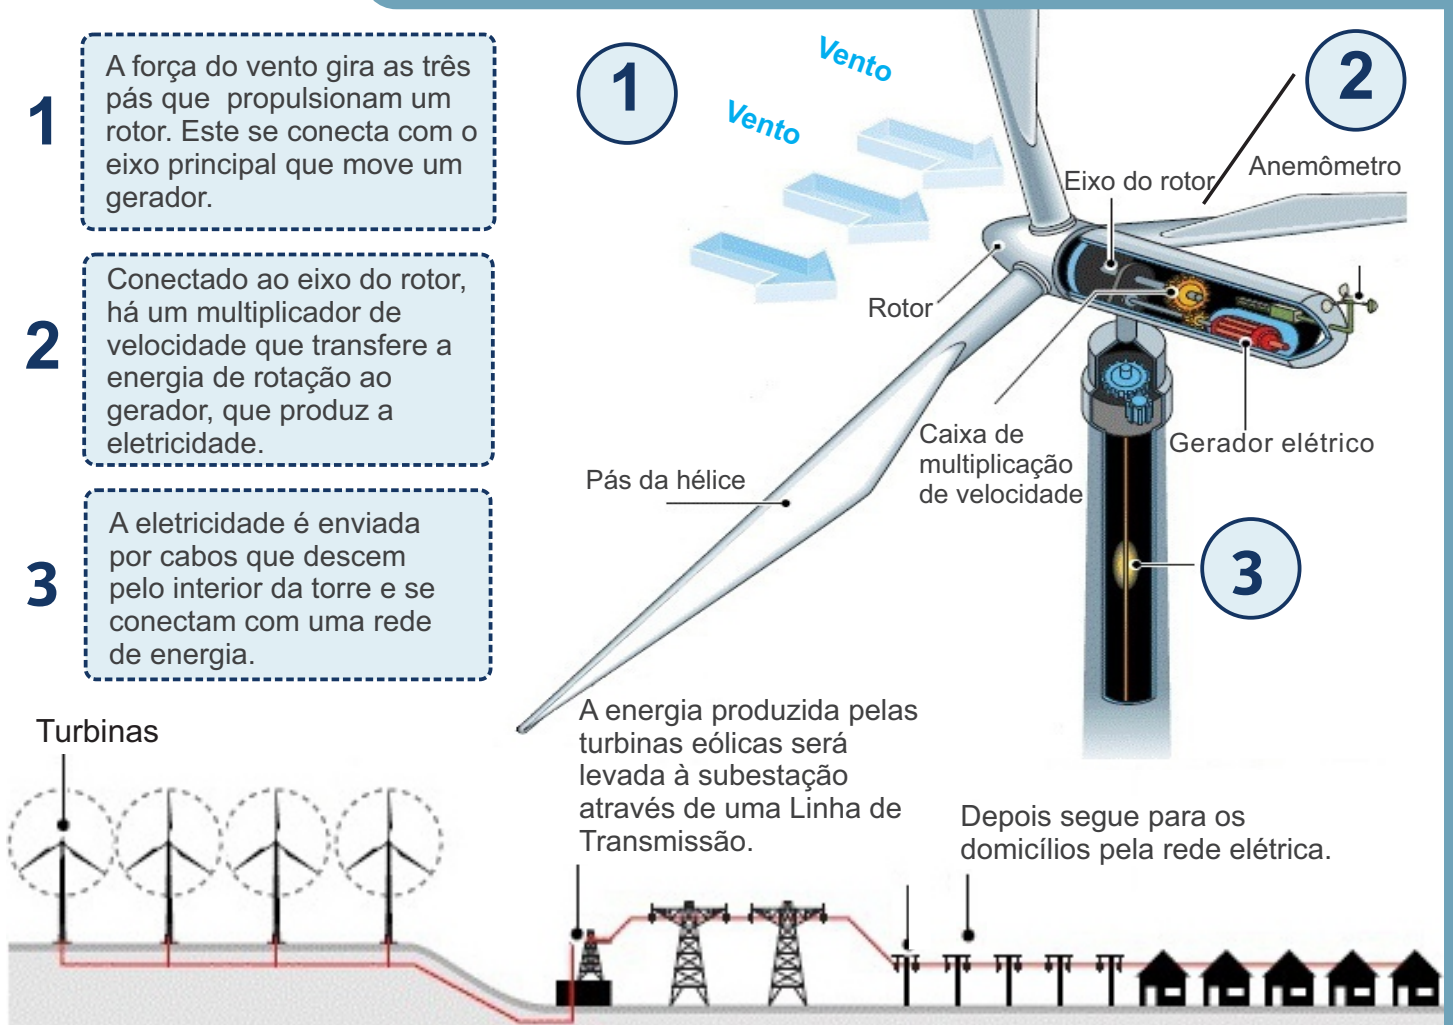 1
A força do vento gira as três
pás que propulsionam um
rotor. Este se conecta com o
eixo principal que move um
gerador.
2
Conectado ao eixo do rotor,
há um multiplicador de
velocidade que transfere a
energia de rotação ao
gerador, que produz a
eletricidade.
3
A eletricidade é enviada
por cabos que descem
pelo interior da torre e se
conectam com uma rede
de energia.
1
Vento
Vento
2
Eixo do rotor
Anemômetro
Rotor
Caixa de
multiplicação
de velocidade
Gerador elétrico
Pás da hélice
3
Turbinas
A energia produzida pelas
turbinas eólicas será
levada à subestação
através de uma Linha de
Transmissão.
Depois segue para os
domicílios pela rede elétrica.